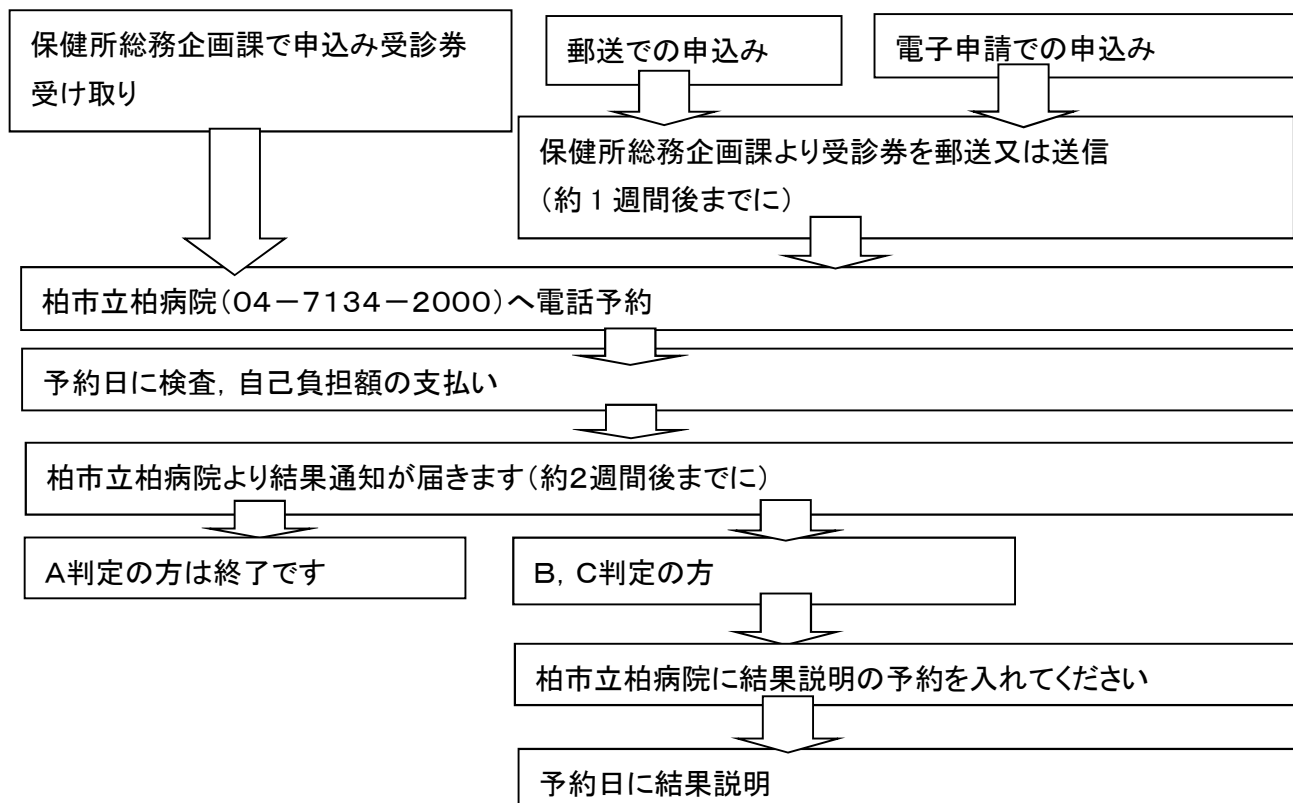 保健所総務企画課で申込み受診券
受け取り
郵送での申込み
電子申請での申込み
保健所総務企画課より受診券を郵送又は送信
（約1週間後までに）
柏市立柏病院（04－7134－2000）へ電話予約
予約日に検査，自己負担額の支払い
柏市立柏病院より結果通知が届きます（約2週間後までに）
A判定の方は終了です
B，C判定の方
柏市立柏病院に結果説明の予約を入れてください
予約日に結果説明